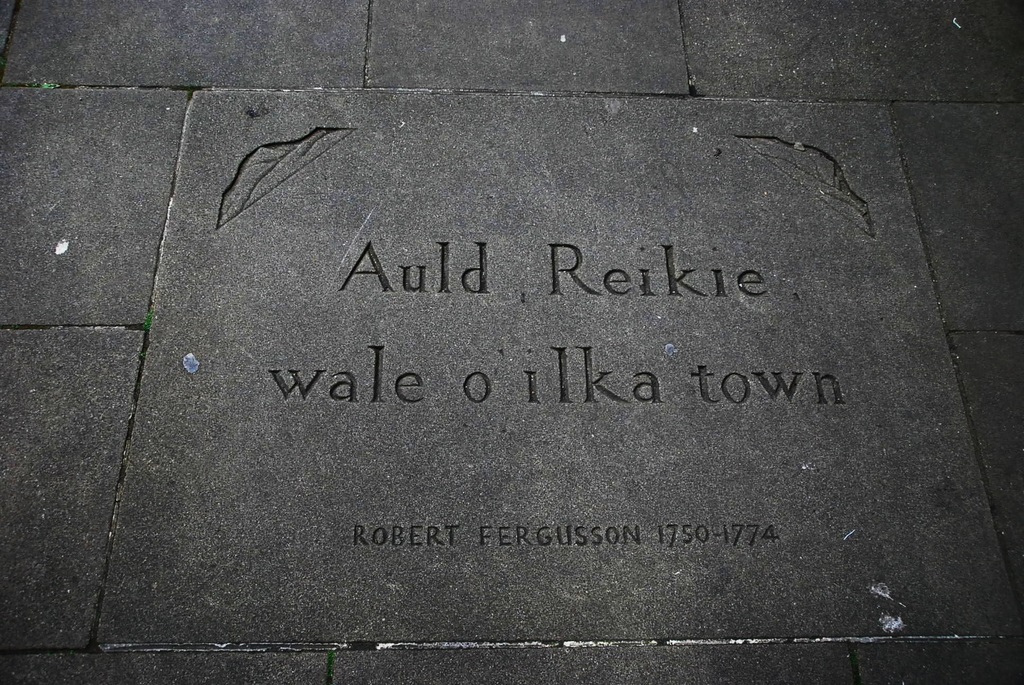 Auld Reikie
wale o' ilka town
ROBERT FERGUSSON 1750-1774